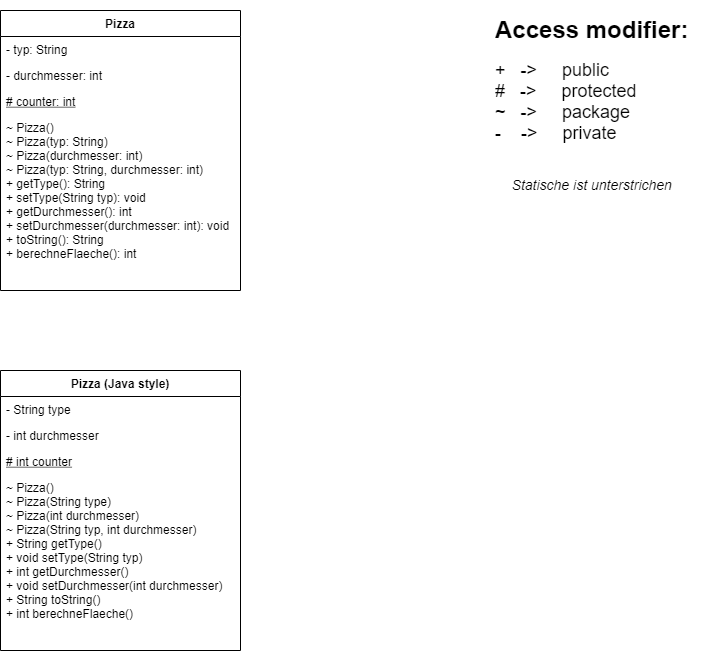 Pizza
- typ: String
- durchmesser: int
# counter: int
~ Pizza()
~ Pizza(typ: String)
~ Pizza(durchmesser: int)
~ Pizza(typ: String, durchmesser: int)
+ getType(): String
+ setType(String typ): void
+ getDurchmesser(): int
+ setDurchmesser(durchmesser: int): void
+ toString(): String
+ berechneFlaeche(): int
Access modifier:
+ -> public
# -> protected
~ -> package
- -> private
Statische ist unterstrichen
Pizza (Java style)
- String type
- int durchmesser
# int counter
~ Pizza()
~ Pizza(String type)
~ Pizza(int durchmesser)
~ Pizza(String typ, int durchmesser)
+ String getType()
+ void setType(String typ)
+ int getDurchmesser()
+ void setDurchmesser(int durchmesser)
+ String toString()
+ int berechneFlaeche()